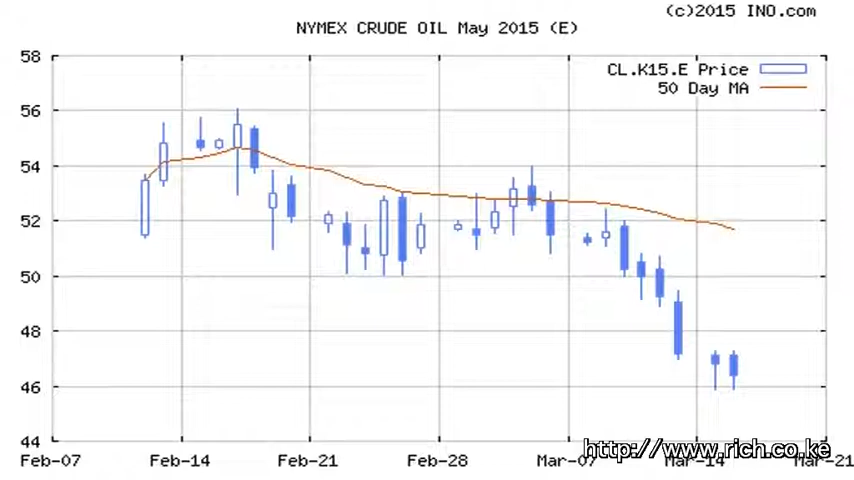 (c)2015 INO.com
NYMEX CRUDE OIL May 2015 (E)
CL.K15.E Price
50 Day MA
58
56
54
52
50
48
46
44
Feb-07 Feb-14 Feb-21 Feb-28 Mar-07 Mar-14 Mar-21
http://www.rich.co.ke